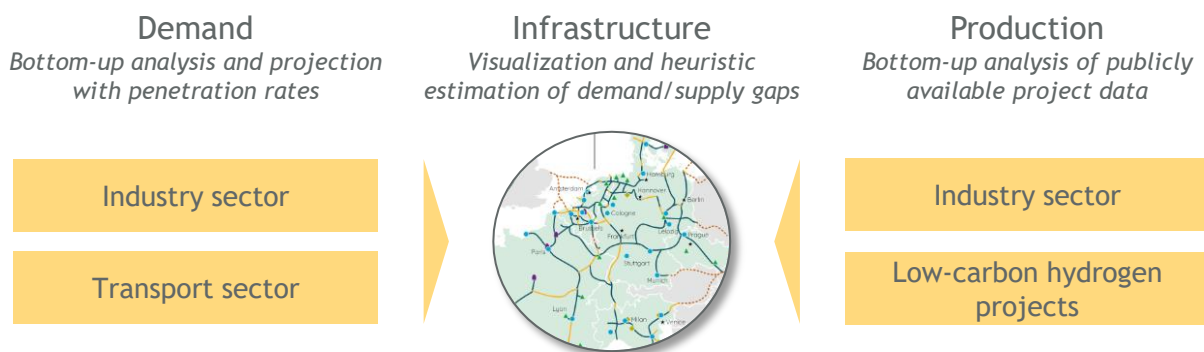 Demand
Bottom-up analysis and projection
with penetration rates
Industry sector
Transport sector
Infrastructure
Visualization and heuristic
estimation of demand/supply gaps
Hamburg
Amsterdam
Hannover
Berlin
Cologne
Brussels
Leipzig
Frankfurt
Prague
Paris
Stuttgart
Munich
Lyon
Milan
Venice
Production
Bottom-up analysis of publicly
available project data
Industry sector
Low-carbon hydrogen
projects